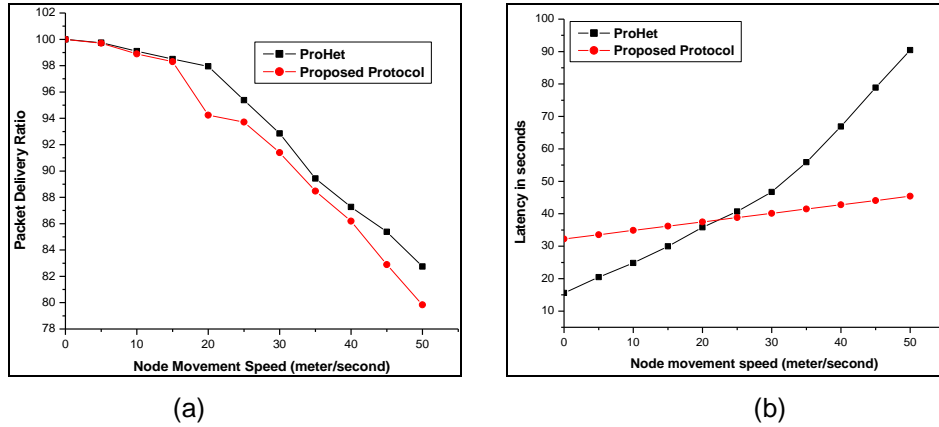 100
98
96
94
92
90
88
86
84
82
80
78
Packet Delivery Ratio
ProHet
Proposed Protocol
0 10 20 30 40 50
Node Movement Speed (meter/second)
(a)
100
90
80
70
60
50
40
30
20
10
Latency in seconds
ProHet
Proposed Protocol
0 10 20 30 40 50
Node movement speed (meter/second)
(b)